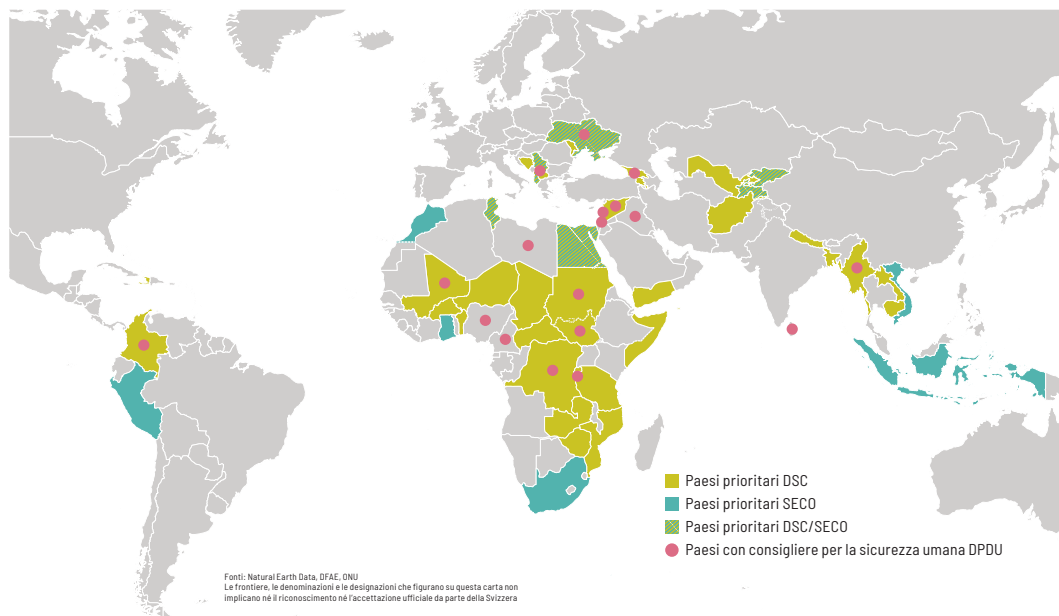 Paesi prioritari DSC
Paesi prioritari SECO
Paesi prioritari DSC/SECO
Paesi con consigliere per la sicurezza umana DPDU
Fonti: Natural Earth Data, DFAE, ONU
Le frontiere, le denominazioni e le designazioni che figurano su questa carta non
implicano né il riconoscimento né l'accettazione ufficiale da parte della Svizzera